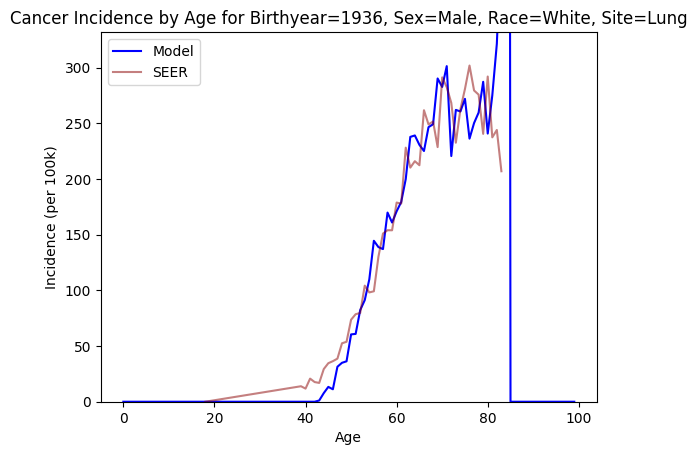 Cancer Incidence by Age for Birthyear=1936, Sex=Male, Race=White, Site=Lung
Model
SEER
300
250
200
150
100
50
0
Incidence (per 100k)
0 20 40 60 80 100
Age